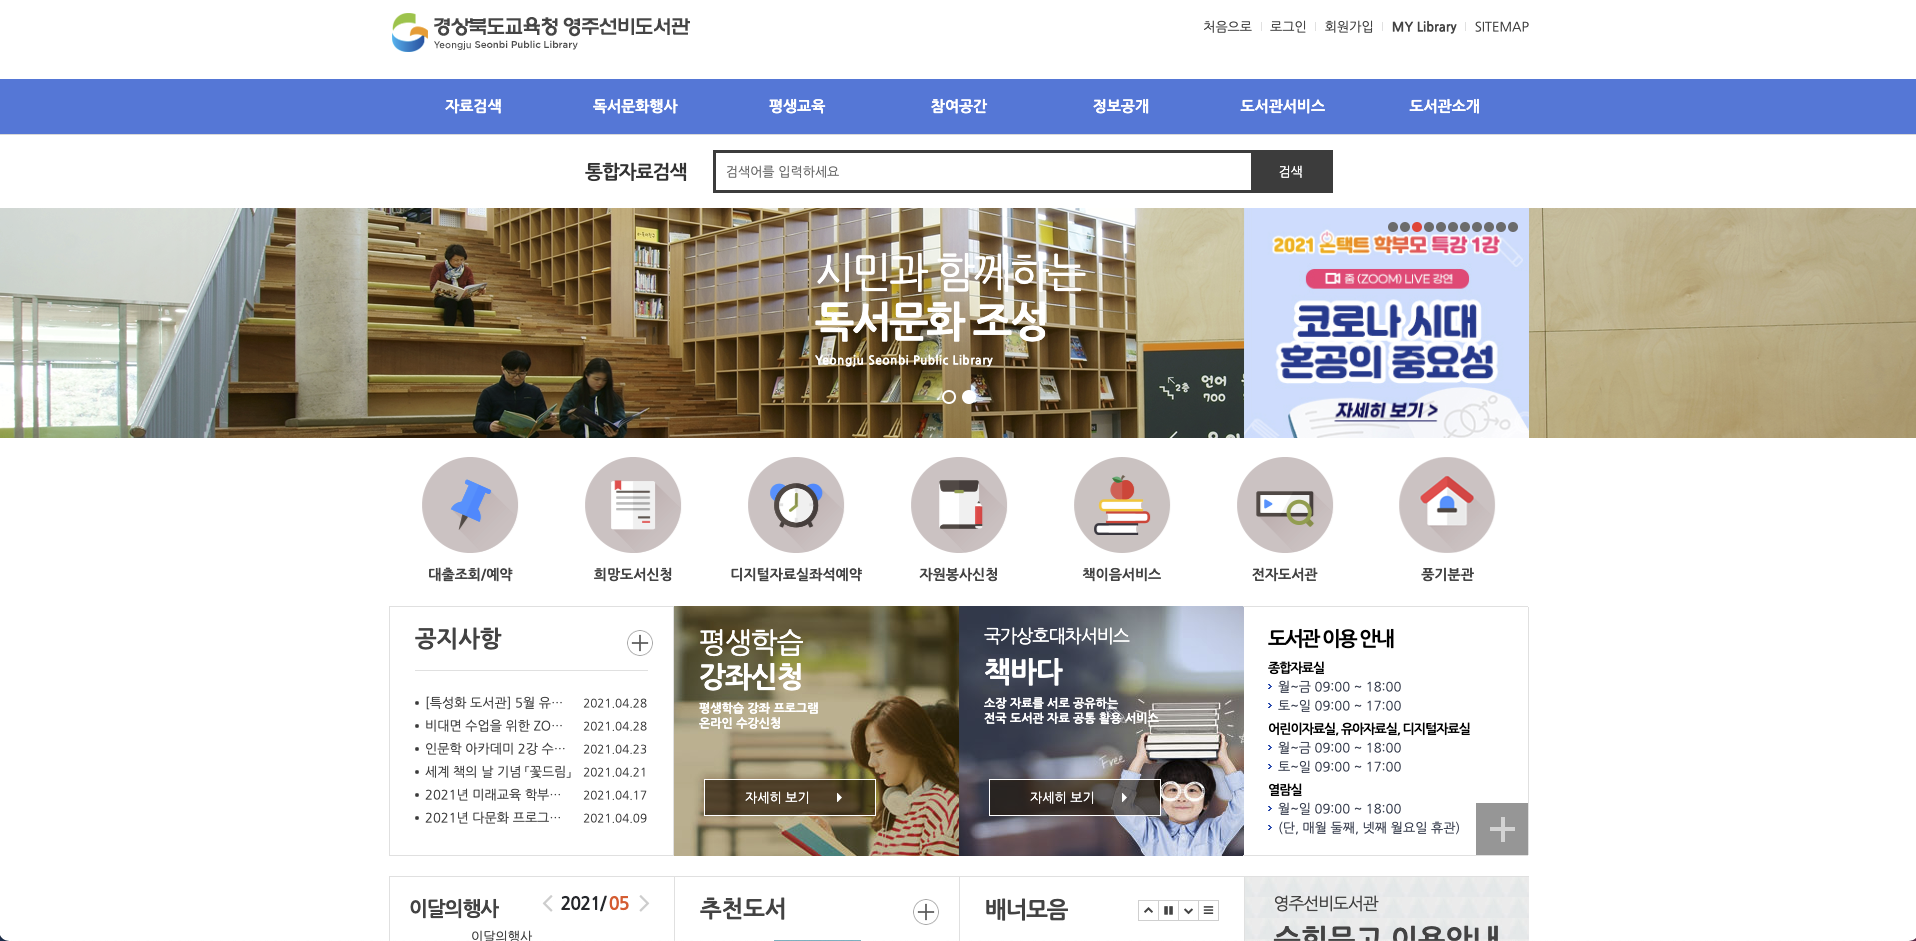 경상북도교육청 영주선비도서관
Yeongju Seonbi Public Library
처음으로
로그인
회원가입
MY Library
SITEMAP
자료검색
독서문화행사
평생교육
참여공간
정보공개
도서관서비스
도서관소개
통합자료검색
검색어를 입력하세요
검색
시민과 함께하는
독서문화 조성
Yeongju Seonbi Public Library
2층 언어
700
2021 온택트 학부모 특강 1강
줌 (ZOOM) LIVE 강연
코로나 시대
혼공의 중요성
자세히 보기 >
대출조회/예약
희망도서신청
디지털자료실좌석예약
자원봉사신청
책이음서비스
전자도서관
풍기분관
공지사항
[특성화 도서관] 5월 유… 2021.04.28
비대면 수업을 위한 ZO… 2021.04.28
인문학 아카데미 2강 수… 2021.04.23
세계 책의 날 기념 「꽃드림」 2021.04.21
2021년 미래교육 학부… 2021.04.17
2021년 다문화 프로그… 2021.04.09
평생학습
강좌신청
평생학습 강좌 프로그램
온라인 수강신청
자세히 보기
국가상호대차서비스
책바다
소장 자료를 서로 공유하는
전국 도서관 자료 공통 활용 서비스
Free
자세히 보기
도서관 이용 안내
종합자료실
월~금 09:00 ~ 18:00
토~일 09:00 ~ 17:00
어린이자료실, 유아자료실, 디지털자료실
월~금 09:00 ~ 18:00
토~일 09:00 ~ 17:00
열람실
월~일 09:00 ~ 18:00
(단, 매월 둘째, 넷째 월요일 휴관)
이달의행사
2021/05
이달의행사
추천도서
배너모음
영주선비도서관
순회문고 이용안내